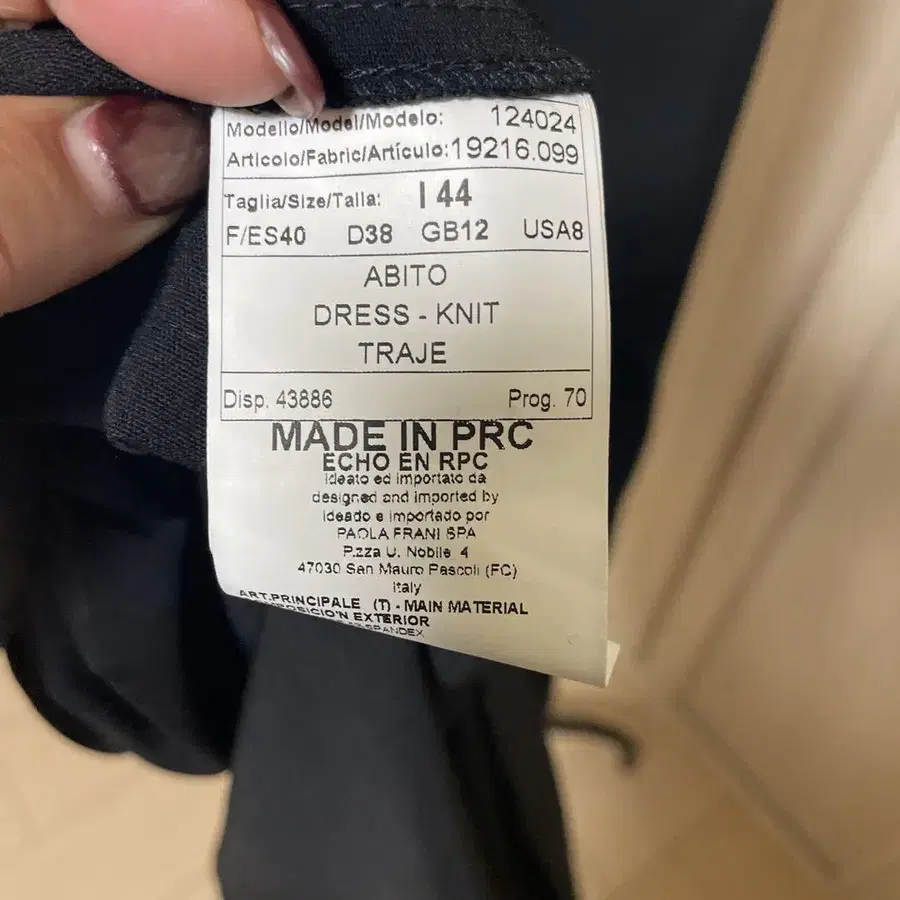 Modello/Model/Modelo: 124024
Articolo/Fabric/Artículo:19216.099
Taglia/Size/Talla: I 44
F/ES40 D38 GB12 USA8
ABITO
DRESS - KNIT
TRAJE
Disp. 43886 Prog. 70
MADE IN PRC
ECHO EN RPC
Ideato ed importato da
designed and imported by
ideado e importado por
PAOLA FRANI SPA
P.zza U. Nobile 4
47030 San Mauro Pascoli (FC)
Italy
ART.PRINCIPALE (T) - MAIN MATERIAL
EXTERIOR
SPANDEX